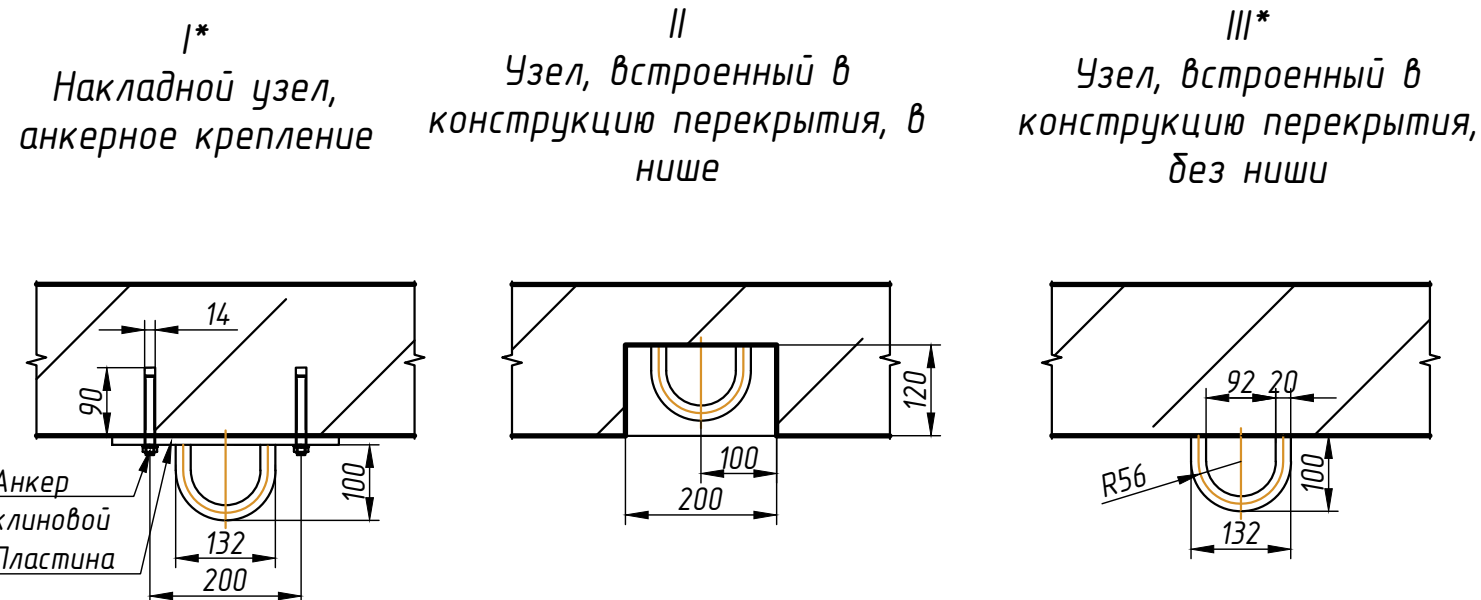 I*
Накладной узел,
анкерное крепление
II
Узел, встроенный в
конструкцию перекрытия, в
нише
III*
Узел, встроенный в
конструкцию перекрытия,
без ниши
14
90
100
Анкер
клиновой
Пластина
132
200
120
100
200
92 20
R56
100
132